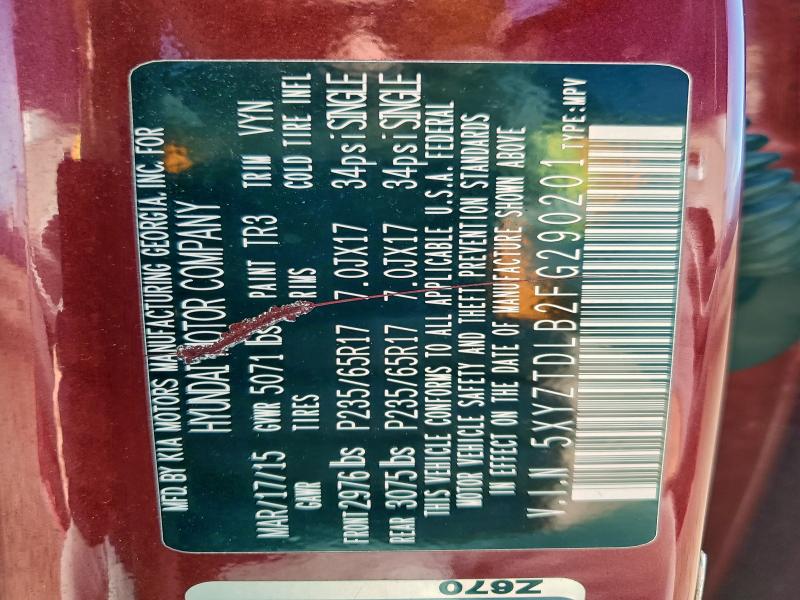 MFD. BY KIA MOTORS MANUFACTURING GEORGIA, INC. FOR
HYUNDAI MOTOR COMPANY
MAR/17/15 GVWR 5071 lbs PAINT TR3 TRIM VYN
GAWR TIRES RIMS COLD TIRE INFL
FRONT 2976 lbs P235/65R17 7.0JX17 34psi SINGLE
REAR 3075 lbs P235/65R17 7.0JX17 34psi SINGLE
THIS VEHICLE CONFORMS TO ALL APPLICABLE U.S.A. FEDERAL
MOTOR VEHICLE SAFETY AND THEFT PREVENTION STANDARDS
IN EFFECT ON THE DATE OF MANUFACTURE SHOWN ABOVE
V.I.N 5XYZTDLB2FG290201 TYPE:MPV
Z670